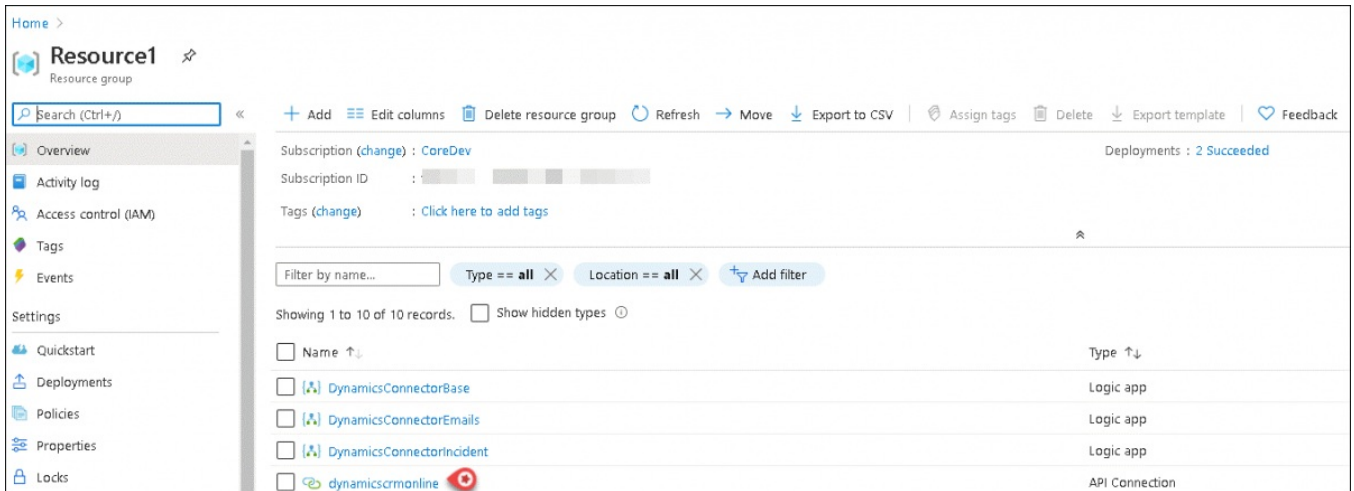 Home >
Resource1
Resource group
Search (Ctrl+/)
«
Add Edit columns Delete resource group Refresh Move Export to CSV Assign tags Delete Export template Feedback
Overview
Activity log
Access control (IAM)
Tags
Events
Settings
Quickstart
Deployments
Policies
Properties
Locks
Subscription (change) : CoreDev
Deployments : 2 Succeeded
Subscription ID :
Tags (change) : Click here to add tags
Filter by name...
Type == all
Location == all
Add filter
Showing 1 to 10 of 10 records. Show hidden types
Name ↑↓ Type ↑↓
DynamicsConnectorBase Logic app
DynamicsConnectorEmails Logic app
DynamicsConnectorIncident Logic app
dynamicscrmonline API Connection